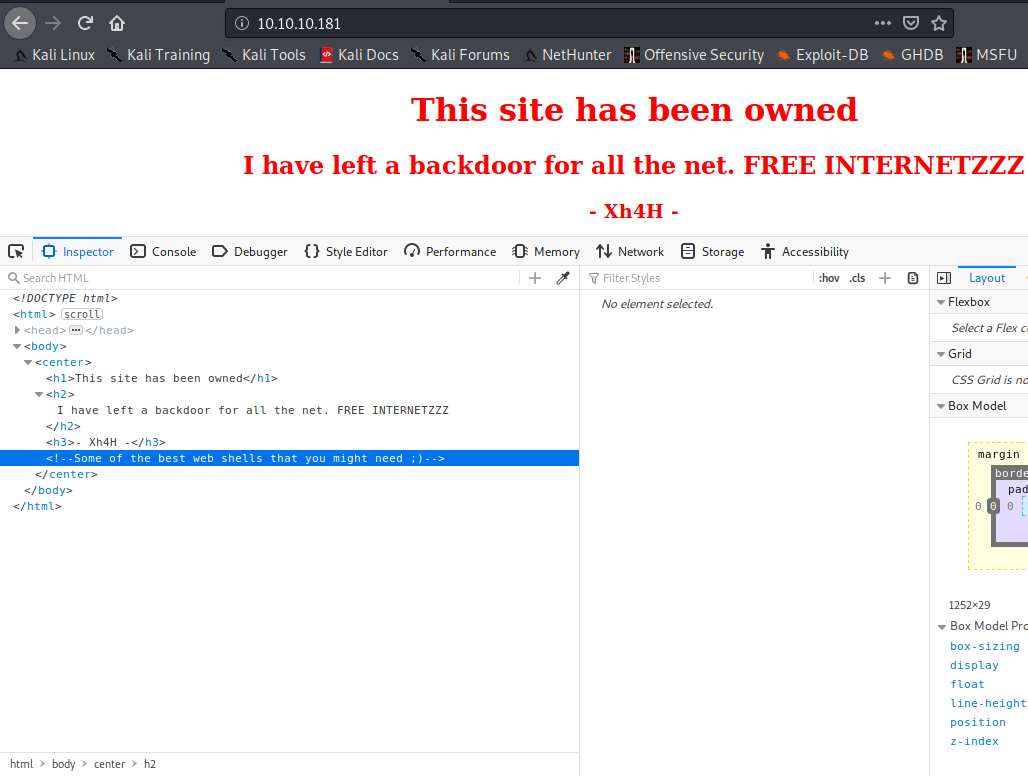 10.10.10.181
Kali Linux Kali Training Kali Tools Kali Docs Kali Forums NetHunter Offensive Security Exploit-DB GHDB MSFU
This site has been owned
I have left a backdoor for all the net. FREE INTERNETZZZ
- Xh4H -
Inspector Console Debugger {} Style Editor Performance Memory Network Storage Accessibility
Search HTML + Filter Styles :hov .cls + Layout
<!DOCTYPE html>
<html> scroll
<head>···</head>
<body>
<center>
<h1>This site has been owned</h1>
<h2>
I have left a backdoor for all the net. FREE INTERNETZZZ
</h2>
<h3>- Xh4H -</h3>
<!--Some of the best web shells that you might need ;)-->
</center>
</body>
</html>
No element selected.
Flexbox
Select a Flex c
Grid
CSS Grid is no
Box Model
margin
borde
pad
0 0 0
1252×29
Box Model Pro
box-sizing
display
float
line-height
position
z-index
html > body > center > h2